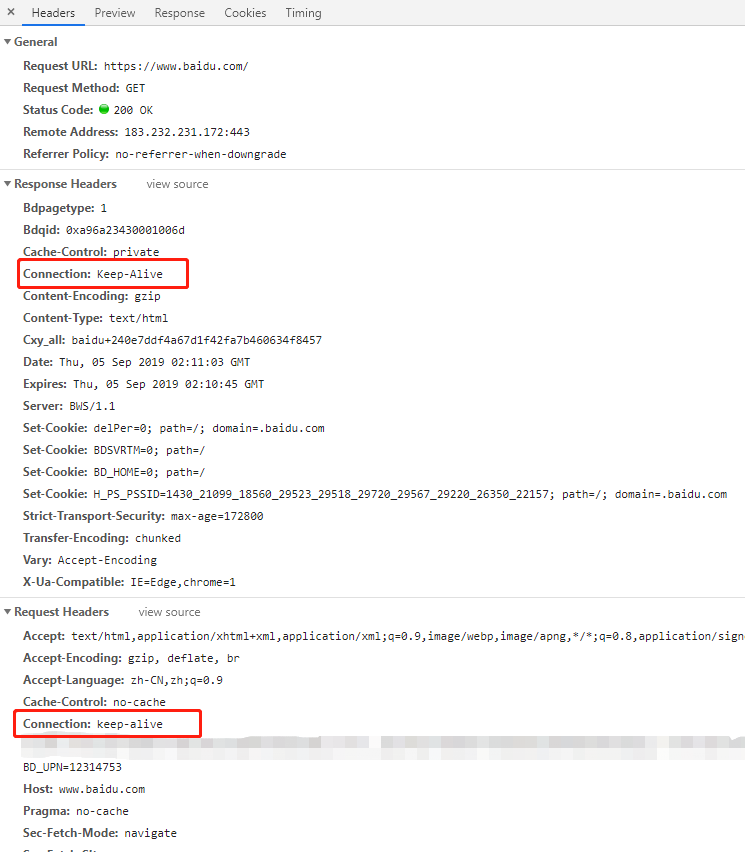 × Headers Preview Response Cookies Timing
▼ General
Request URL: https://www.baidu.com/
Request Method: GET
Status Code: 200 OK
Remote Address: 183.232.231.172:443
Referrer Policy: no-referrer-when-downgrade
▼ Response Headers view source
Bdpagetype: 1
Bdqid: 0xa96a23430001006d
Cache-Control: private
Connection: Keep-Alive
Content-Encoding: gzip
Content-Type: text/html
Cxy_all: baidu+240e7ddf4a67d1f42fa7b460634f8457
Date: Thu, 05 Sep 2019 02:11:03 GMT
Expires: Thu, 05 Sep 2019 02:10:45 GMT
Server: BWS/1.1
Set-Cookie: delPer=0; path=/; domain=.baidu.com
Set-Cookie: BDSVRTM=0; path=/
Set-Cookie: BD_HOME=0; path=/
Set-Cookie: H_PS_PSSID=1430_21099_18560_29523_29518_29720_29567_29220_26350_22157; path=/; domain=.baidu.com
Strict-Transport-Security: max-age=172800
Transfer-Encoding: chunked
Vary: Accept-Encoding
X-Ua-Compatible: IE=Edge,chrome=1
▼ Request Headers view source
Accept: text/html,application/xhtml+xml,application/xml;q=0.9,image/webp,image/apng,*/*;q=0.8,application/sign
Accept-Encoding: gzip, deflate, br
Accept-Language: zh-CN,zh;q=0.9
Cache-Control: no-cache
Connection: keep-alive
BD_UPN=12314753
Host: www.baidu.com
Pragma: no-cache
Sec-Fetch-Mode: navigate